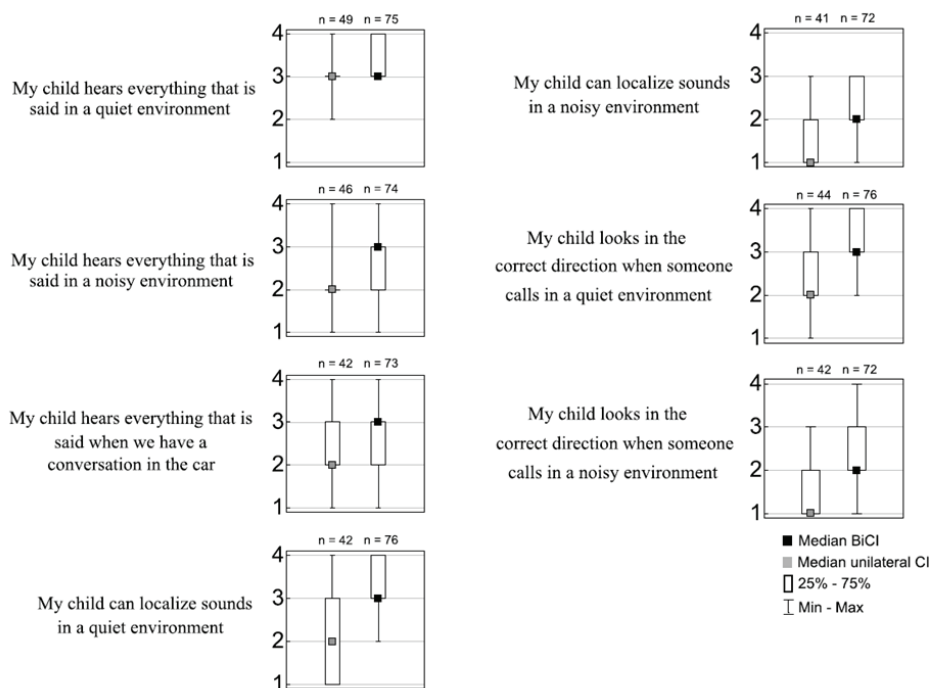 n = 49 n = 75
4
3
2
1
My child hears everything that is
said in a quiet environment
n = 46 n = 74
4
3
2
1
My child hears everything that is
said in a noisy environment
n = 42 n = 73
4
3
2
1
My child hears everything that is
said when we have a
conversation in the car
n = 42 n = 76
4
3
2
1
My child can localize sounds
in a quiet environment
n = 41 n = 72
4
3
2
1
My child can localize sounds
in a noisy environment
n = 44 n = 76
4
3
2
1
My child looks in the
correct direction when someone
calls in a quiet environment
n = 42 n = 72
4
3
2
1
My child looks in the
correct direction when someone
calls in a noisy environment
Median BiCI
Median unilateral CI
25% - 75%
Min - Max